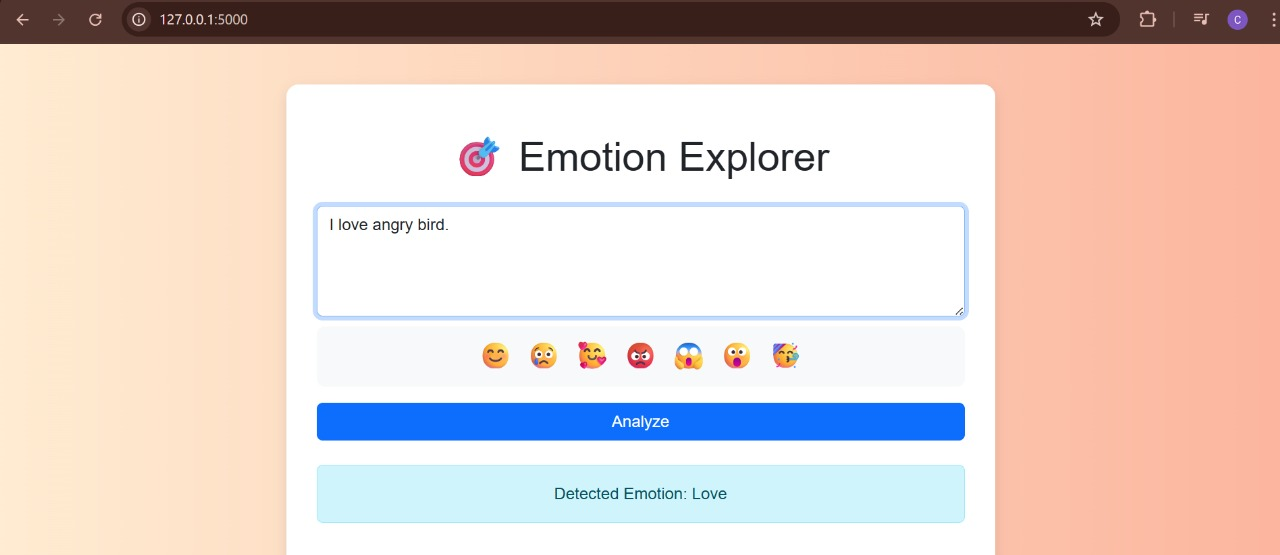 127.0.0.1:5000
C
Emotion Explorer
I love angry bird.
Analyze
Detected Emotion: Love